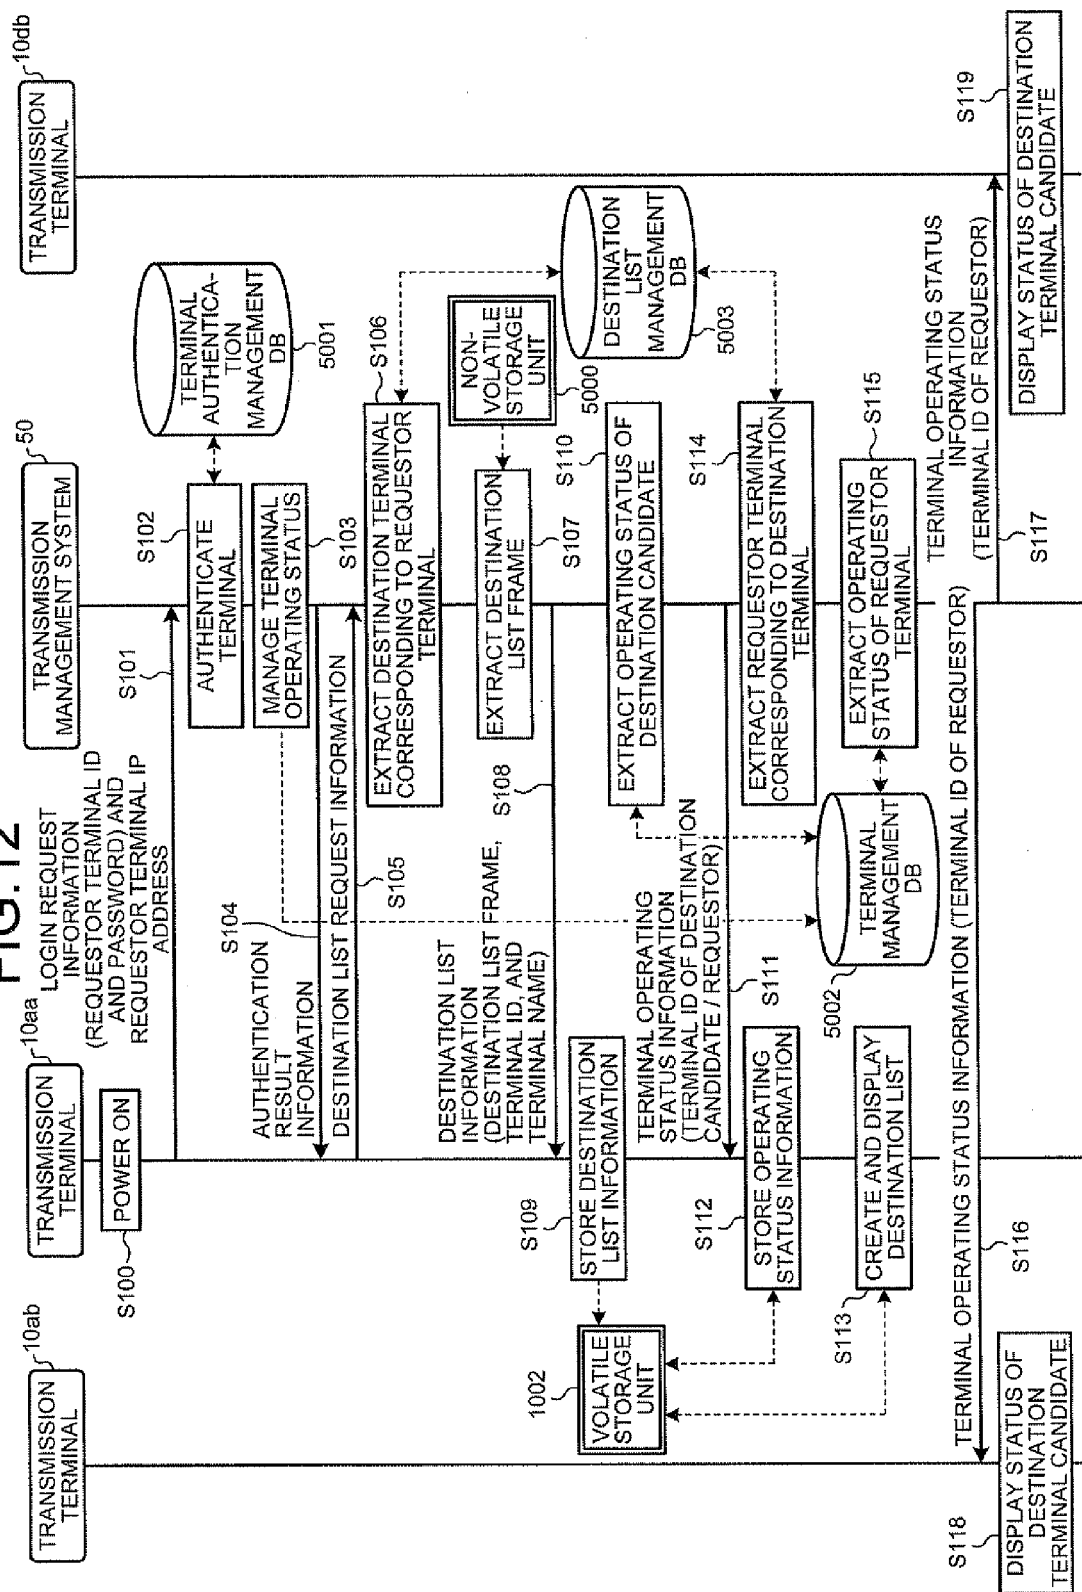 FIG. 12
TRANSMISSION
TERMINAL
10ab
TRANSMISSION
TERMINAL
10aa
TRANSMISSION
MANAGEMENT SYSTEM
50
TRANSMISSION
TERMINAL
10db
POWER ON
S100
LOGIN REQUEST
INFORMATION
(REQUESTOR TERMINAL ID
AND PASSWORD) AND
REQUESTOR TERMINAL IP
ADDRESS
S101
AUTHENTICATE
TERMINAL
S102
TERMINAL
AUTHENTICA-
TION
MANAGEMENT
DB
5001
MANAGE TERMINAL
OPERATING STATUS
S103
AUTHENTICATION
RESULT
INFORMATION
S104
DESTINATION LIST REQUEST INFORMATION
S105
EXTRACT DESTINATION TERMINAL
CORRESPONDING TO REQUESTOR
TERMINAL
S106
NON-
VOLATILE
STORAGE
UNIT
5000
EXTRACT DESTINATION
LIST FRAME
S107
DESTINATION LIST
INFORMATION
(DESTINATION LIST FRAME,
TERMINAL ID, AND
TERMINAL NAME)
S108
DESTINATION
LIST
MANAGEMENT
DB
5003
STORE DESTINATION
LIST INFORMATION
S109
1002
VOLATILE
STORAGE
UNIT
EXTRACT OPERATING STATUS OF
DESTINATION CANDIDATE
S110
TERMINAL OPERATING
STATUS INFORMATION
(TERMINAL ID OF DESTINATION
CANDIDATE / REQUESTOR)
S111
STORE OPERATING
STATUS INFORMATION
S112
EXTRACT REQUESTOR TERMINAL
CORRESPONDING TO DESTINATION
TERMINAL
S114
CREATE AND DISPLAY
DESTINATION LIST
S113
5002
TERMINAL
MANAGEMENT
DB
EXTRACT OPERATING
STATUS OF REQUESTOR
TERMINAL
S115
TERMINAL OPERATING STATUS INFORMATION (TERMINAL ID OF REQUESTOR)
S116
TERMINAL OPERATING STATUS
INFORMATION
(TERMINAL ID OF REQUESTOR)
S117
DISPLAY STATUS OF
DESTINATION
TERMINAL CANDIDATE
S118
DISPLAY STATUS OF DESTINATION
TERMINAL CANDIDATE
S119